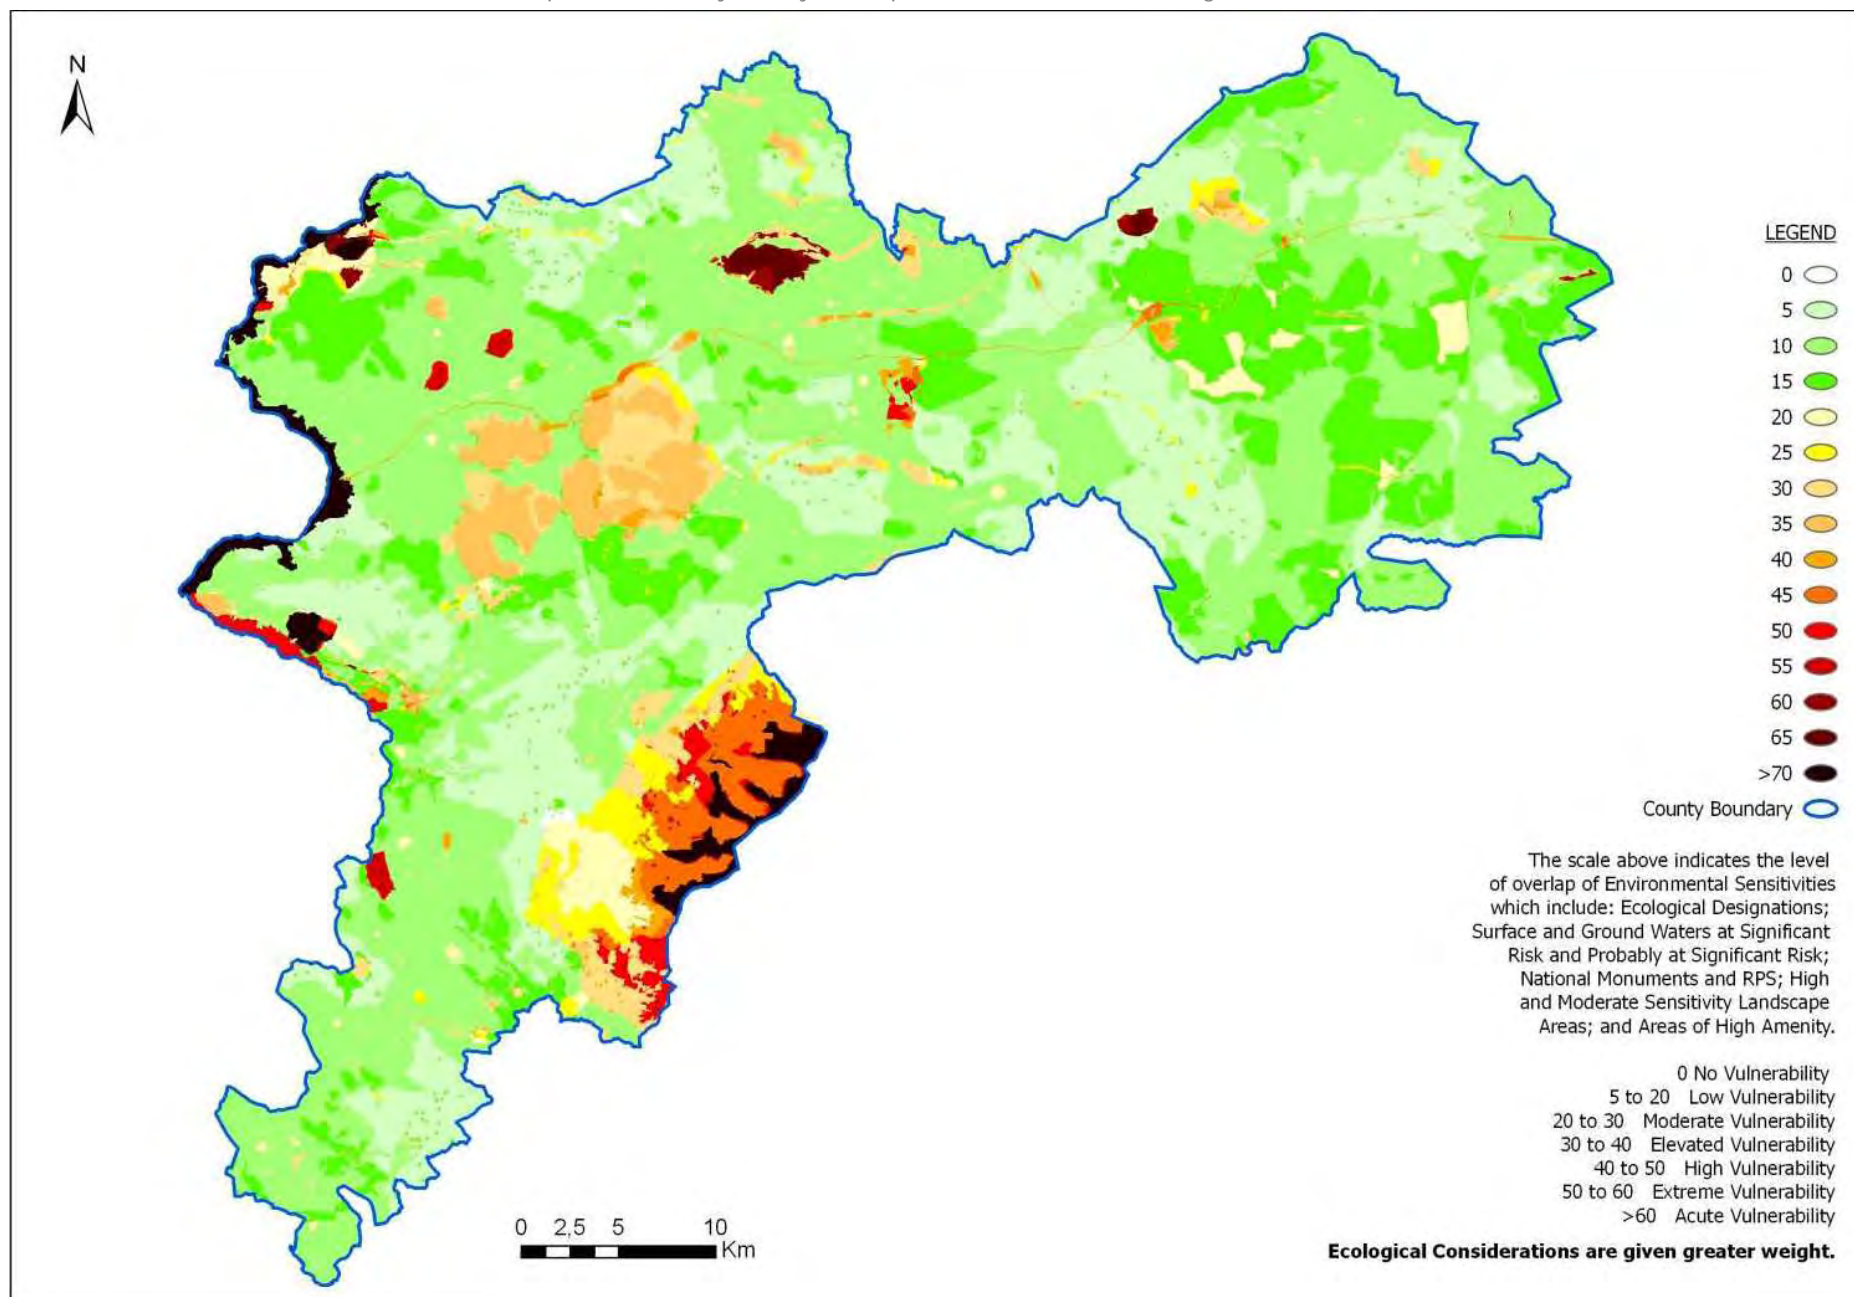 N
LEGEND
0
5
10
15
20
25
30
35
40
45
50
55
60
65
>70
County Boundary
The scale above indicates the level
of overlap of Environmental Sensitivities
which include: Ecological Designations;
Surface and Ground Waters at Significant
Risk and Probably at Significant Risk;
National Monuments and RPS; High
and Moderate Sensitivity Landscape
Areas; and Areas of High Amenity.
0 No Vulnerability
5 to 20 Low Vulnerability
20 to 30 Moderate Vulnerability
30 to 40 Elevated Vulnerability
40 to 50 High Vulnerability
50 to 60 Extreme Vulnerability
>60 Acute Vulnerability
0 2,5 5 10
Km
Ecological Considerations are given greater weight.